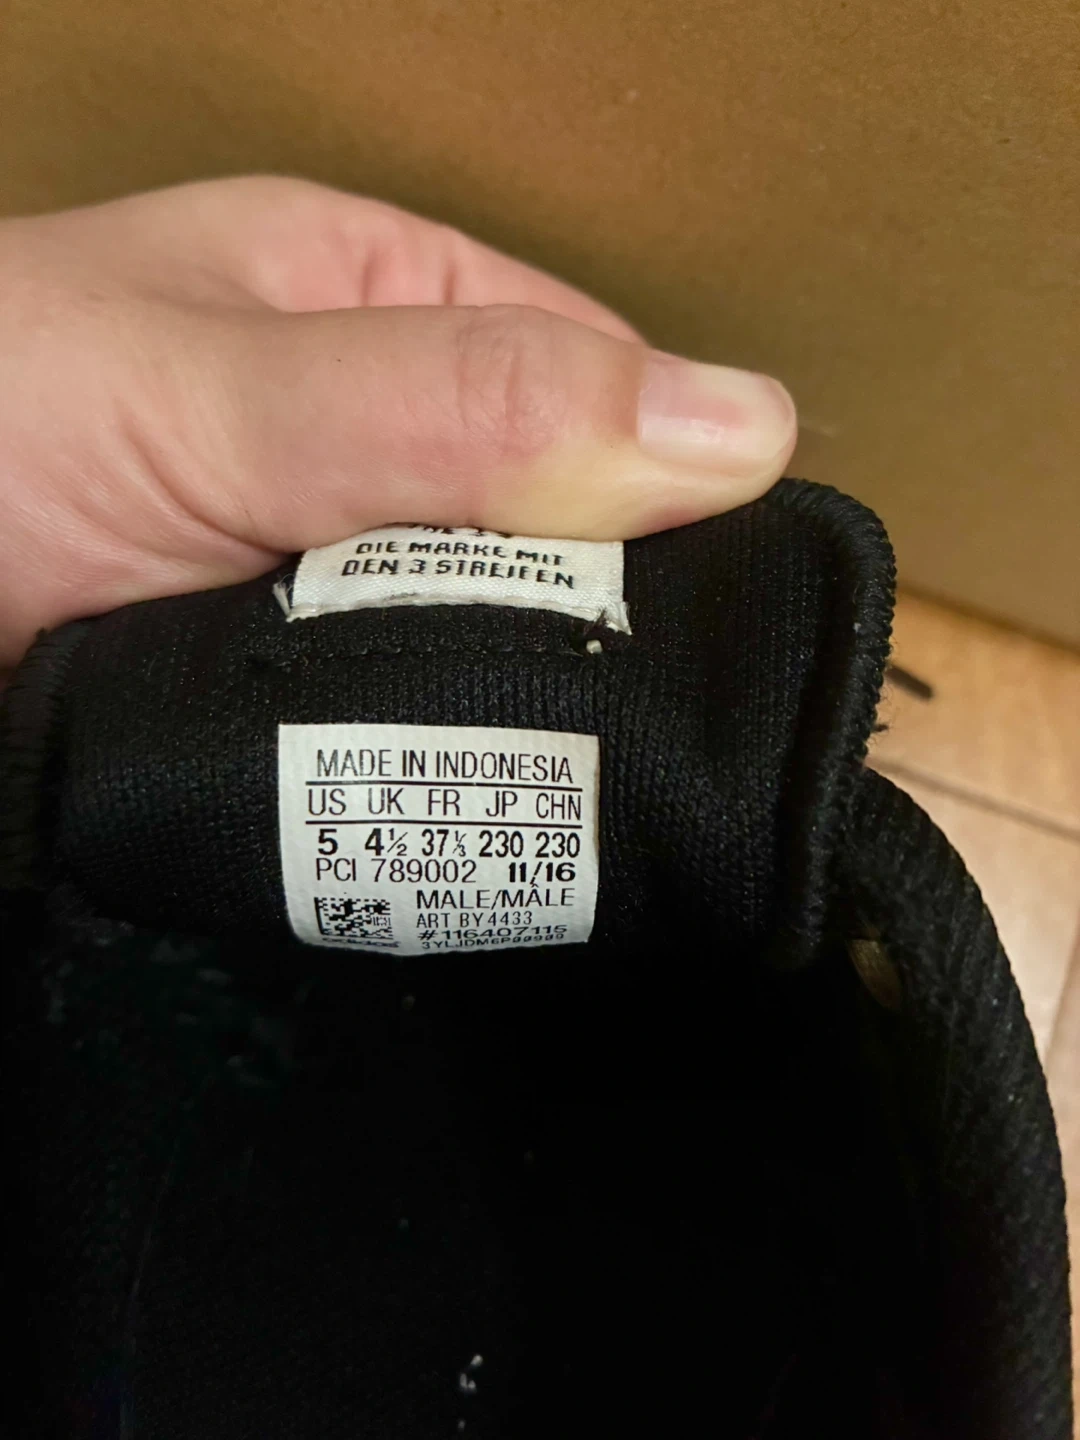 DIE MARKE MIT
DEN 3 STREIFEN
MADE IN INDONESIA
US UK FR JP CHN
5 4½ 37⅓ 230 230
PCI 789002 11/16
MALE/MÂLE
ART BY4433
#116407115
adidas